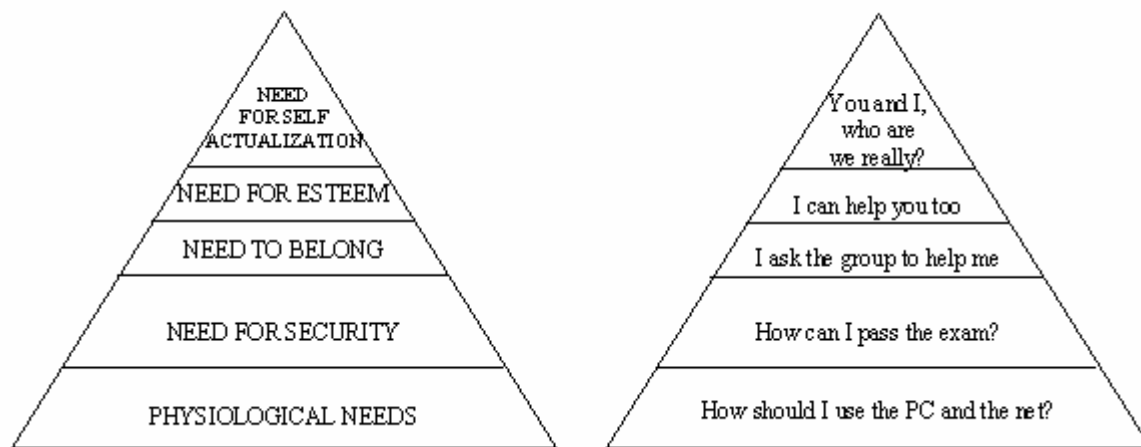 NEED
FOR SELF
ACTUALIZATION
NEED FOR ESTEEM
NEED TO BELONG
NEED FOR SECURITY
PHYSIOLOGICAL NEEDS
You and I,
who are
we really?
I can help you too
I ask the group to help me
How can I pass the exam?
How should I use the PC and the net?